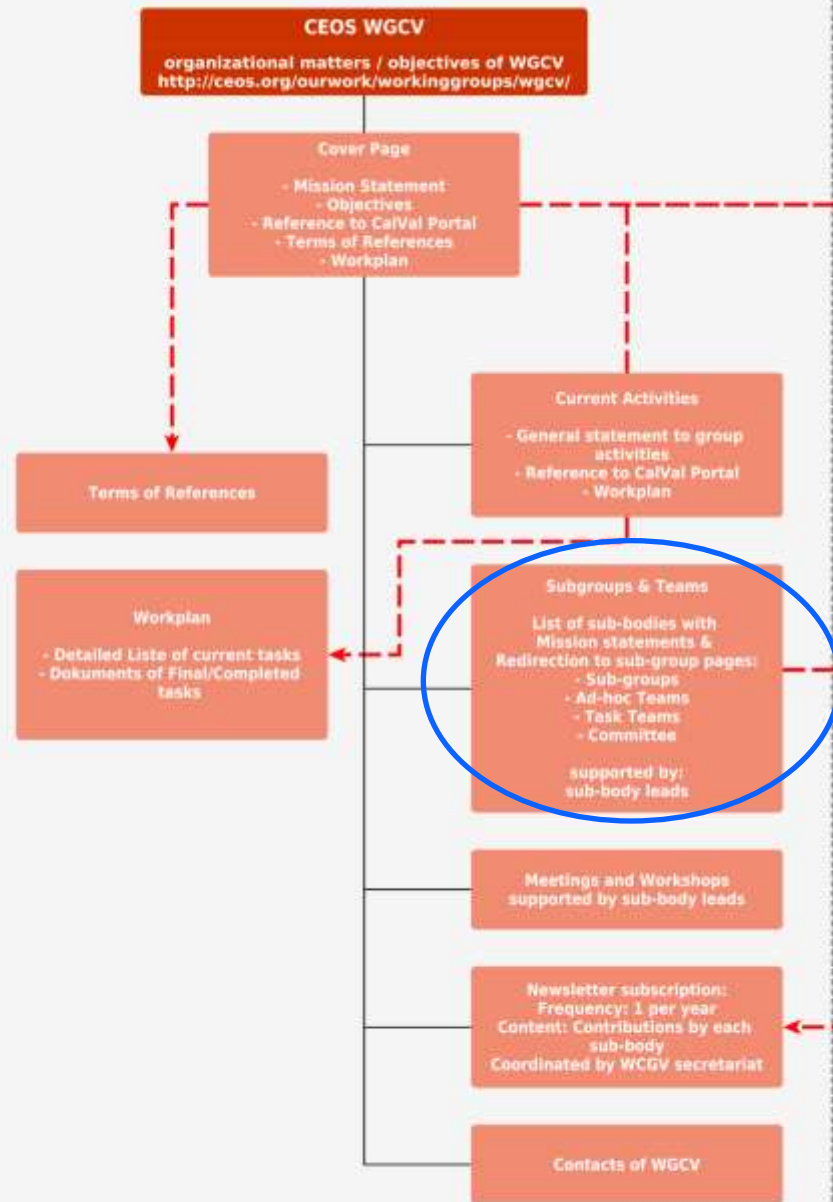 CEOS WGCV
organizational matters / objectives of WGCV
http://ceos.org/ourwork/workinggroups/wgcv/
Cover Page
- Mission Statement
- Objectives
- Reference to CalVal Portal
- Terms of References
- Workplan
Current Activities
- General statement to group
activities
- Reference to CalVal Portal
- Workplan
Terms of References
Workplan
- Detailed Liste of current tasks
- Dokuments of Final/Completed
tasks
Subgroups & Teams
List of sub-bodies with
Mission statements &
Redirection to sub-group pages:
- Sub-groups
- Ad-hoc Teams
- Task Teams
- Committee
supported by:
sub-body leads
Meetings and Workshops
supported by sub-body leads
Newsletter subscription:
Frequency: 1 per year
Content: Contributions by each
sub-body
Coordinated by WCGV secretariat
Contacts of WGCV